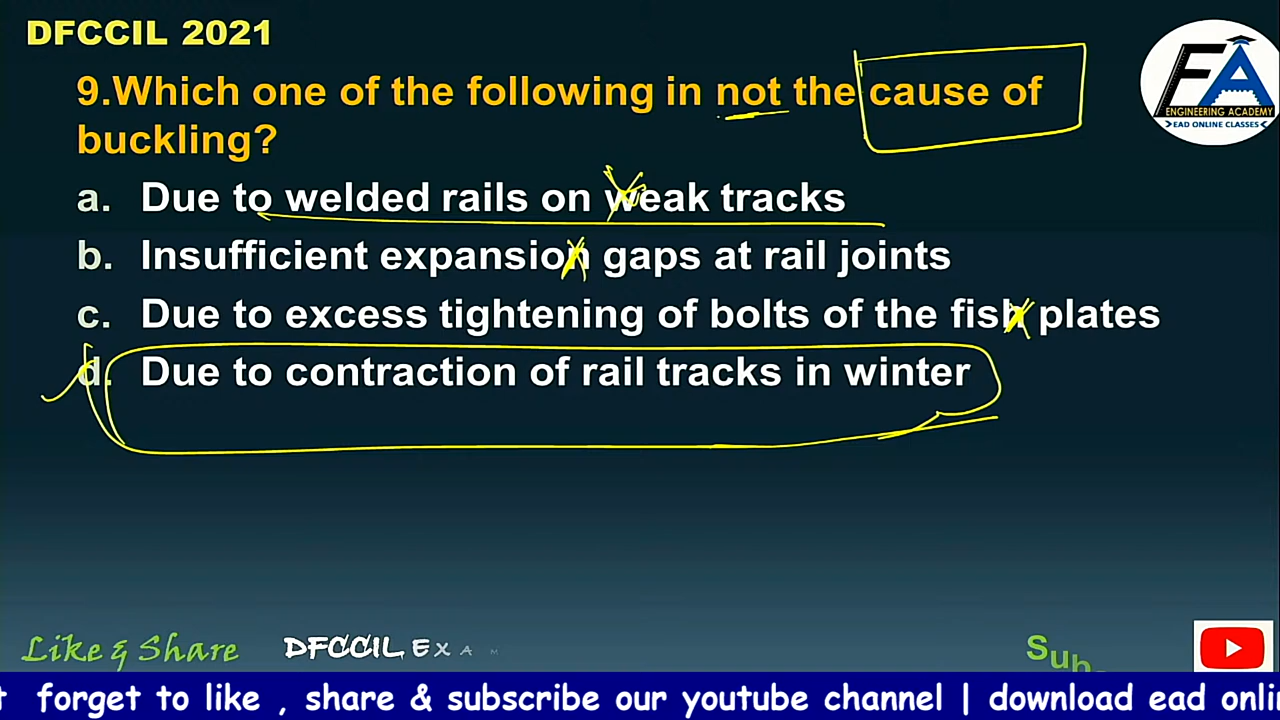 DFCCIL 2021
9.Which one of the following in not the cause of
buckling?
a. Due to welded rails on weak tracks
b. Insufficient expansion gaps at rail joints
c. Due to excess tightening of bolts of the fish plates
d. Due to contraction of rail tracks in winter
EA
ENGINEERING ACADEMY
EAD ONLINE CLASSES
Like & Share
DFCCIL EXAM
Sub
forget to like , share & subscribe our youtube channel | download ead onli